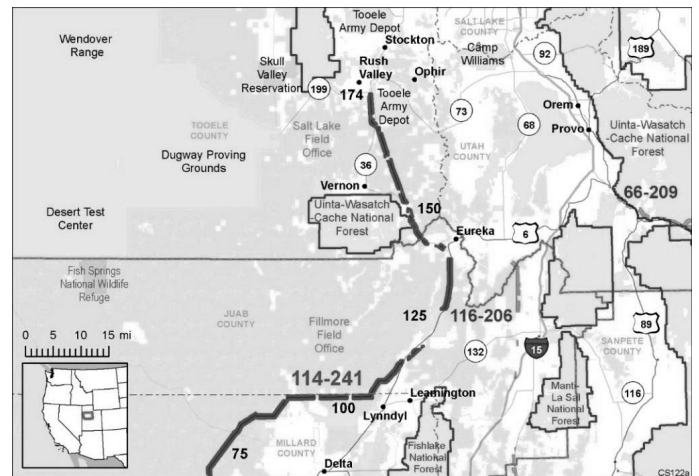 Wendover
Range
Tooele
Army Depot
Stockton
SALT LAKE
COUNTY
Camp
Williams
92
189
Skull
Valley
Reservation
Rush
Valley
Ophir
199
174
Tooele
Army
Depot
73
Orem
68
Provo
TOOELE
COUNTY
Salt Lake
Field
Office
UTAH
COUNTY
Uinta-Wasatch
-Cache National
Forest
Dugway Proving
Grounds
36
Vernon
66-209
Desert Test
Center
Uinta-Wasatch
-Cache National
Forest
150
Eureka
6
Fish Springs
National Wildlife
Refuge
JUAB
COUNTY
Fillmore
Field
Office
125
116-206
89
0 5 10 15 mi
132
15
SANPETE
COUNTY
114-241
100
Leamington
Lynndyl
Manti-
La Sal
National
Forest
116
75
MILLARD
COUNTY
Delta
Fishlake
National
Forest
CS122a